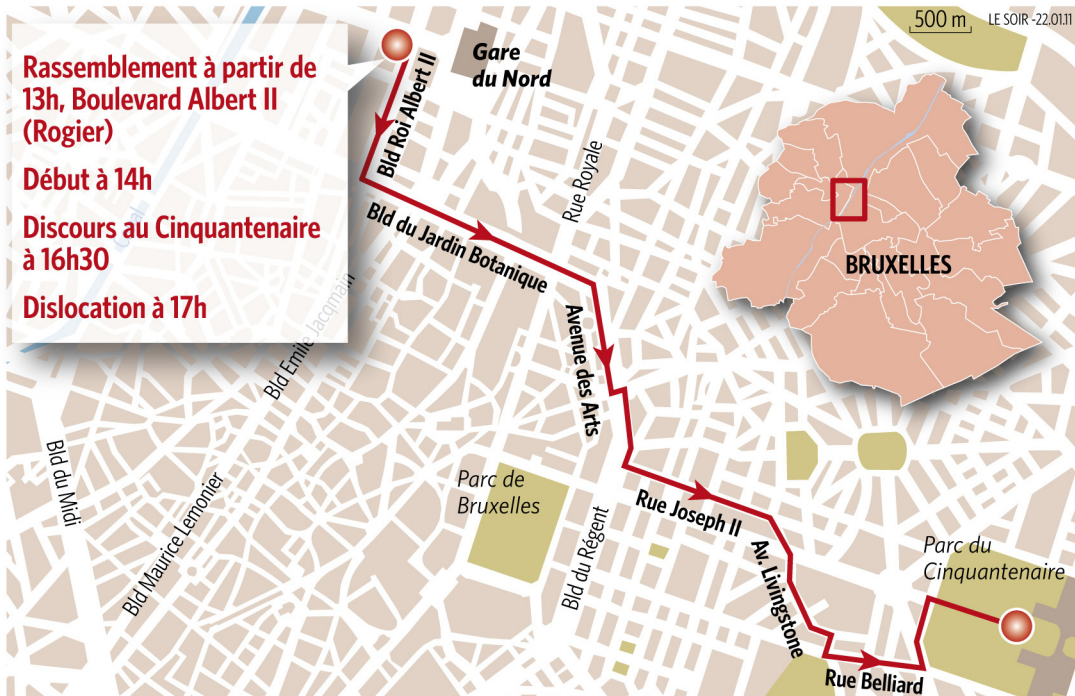 Rassemblement à partir de
13h, Boulevard Albert II
(Rogier)
Début à 14h
Discours au Cinquantenaire
à 16h30
Dislocation à 17h
500 m
LE SOIR - 22.01.11
Gare
du Nord
Bld Roi Albert II
Rue Royale
Bld du Jardin Botanique
BRUXELLES
Canal
Bld Emile Jacqmain
Avenue des Arts
Bld du Midi
Bld Maurice Lemonier
Parc de
Bruxelles
Rue Joseph II
Bld du Régent
Av. Livingstone
Parc du
Cinquantenaire
Rue Belliard